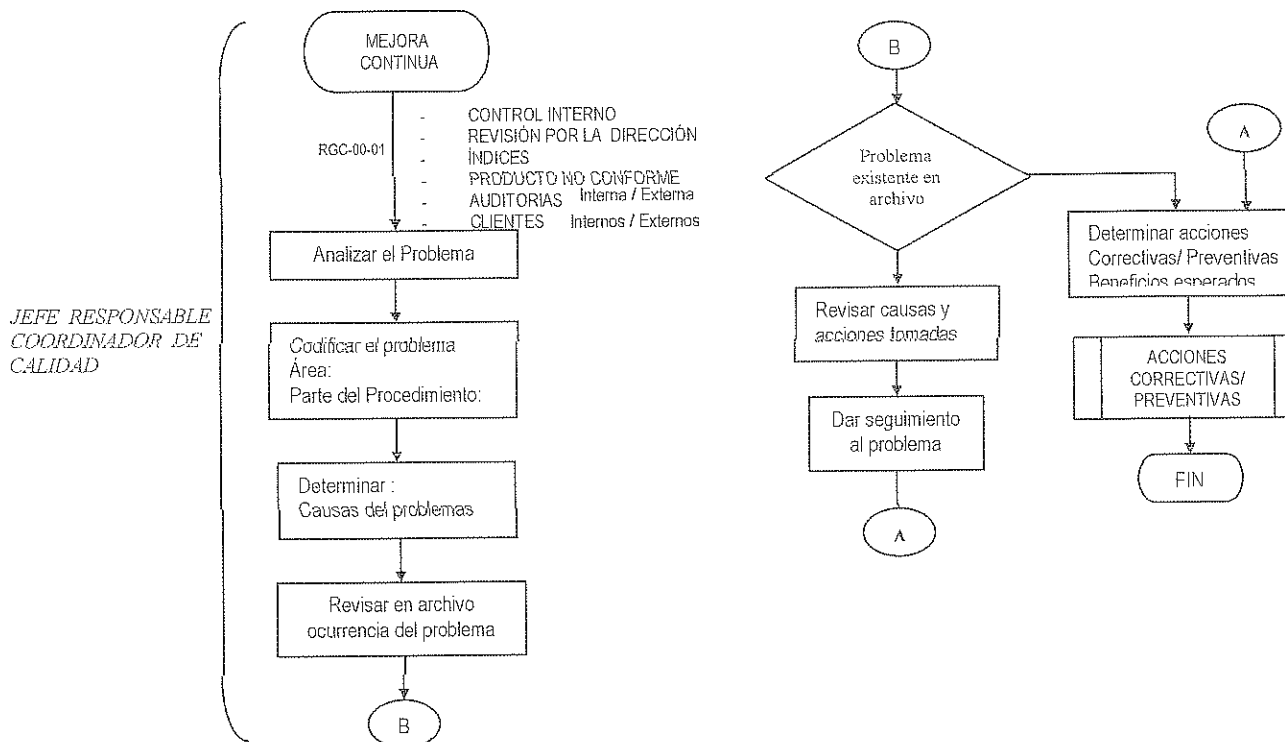 MEJORA
CONTINUA
RGC-00-01
- CONTROL INTERNO
- REVISIÓN POR LA DIRECCIÓN
- ÍNDICES
- PRODUCTO NO CONFORME
- AUDITORIAS Interna / Externa
- CLIENTES Internos / Externos
Analizar el Problema
JEFE RESPONSABLE
COORDINADOR DE
CALIDAD
Codificar el problema
Área:
Parte del Procedimiento:
Determinar :
Causas del problemas
Revisar en archivo
ocurrencia del problema
B
B
Problema
existente en
archivo
Revisar causas y
acciones tomadas
Dar seguimiento
al problema
A
A
Determinar acciones
Correctivas/ Preventivas
Beneficios esperados
ACCIONES
CORRECTIVAS/
PREVENTIVAS
FIN